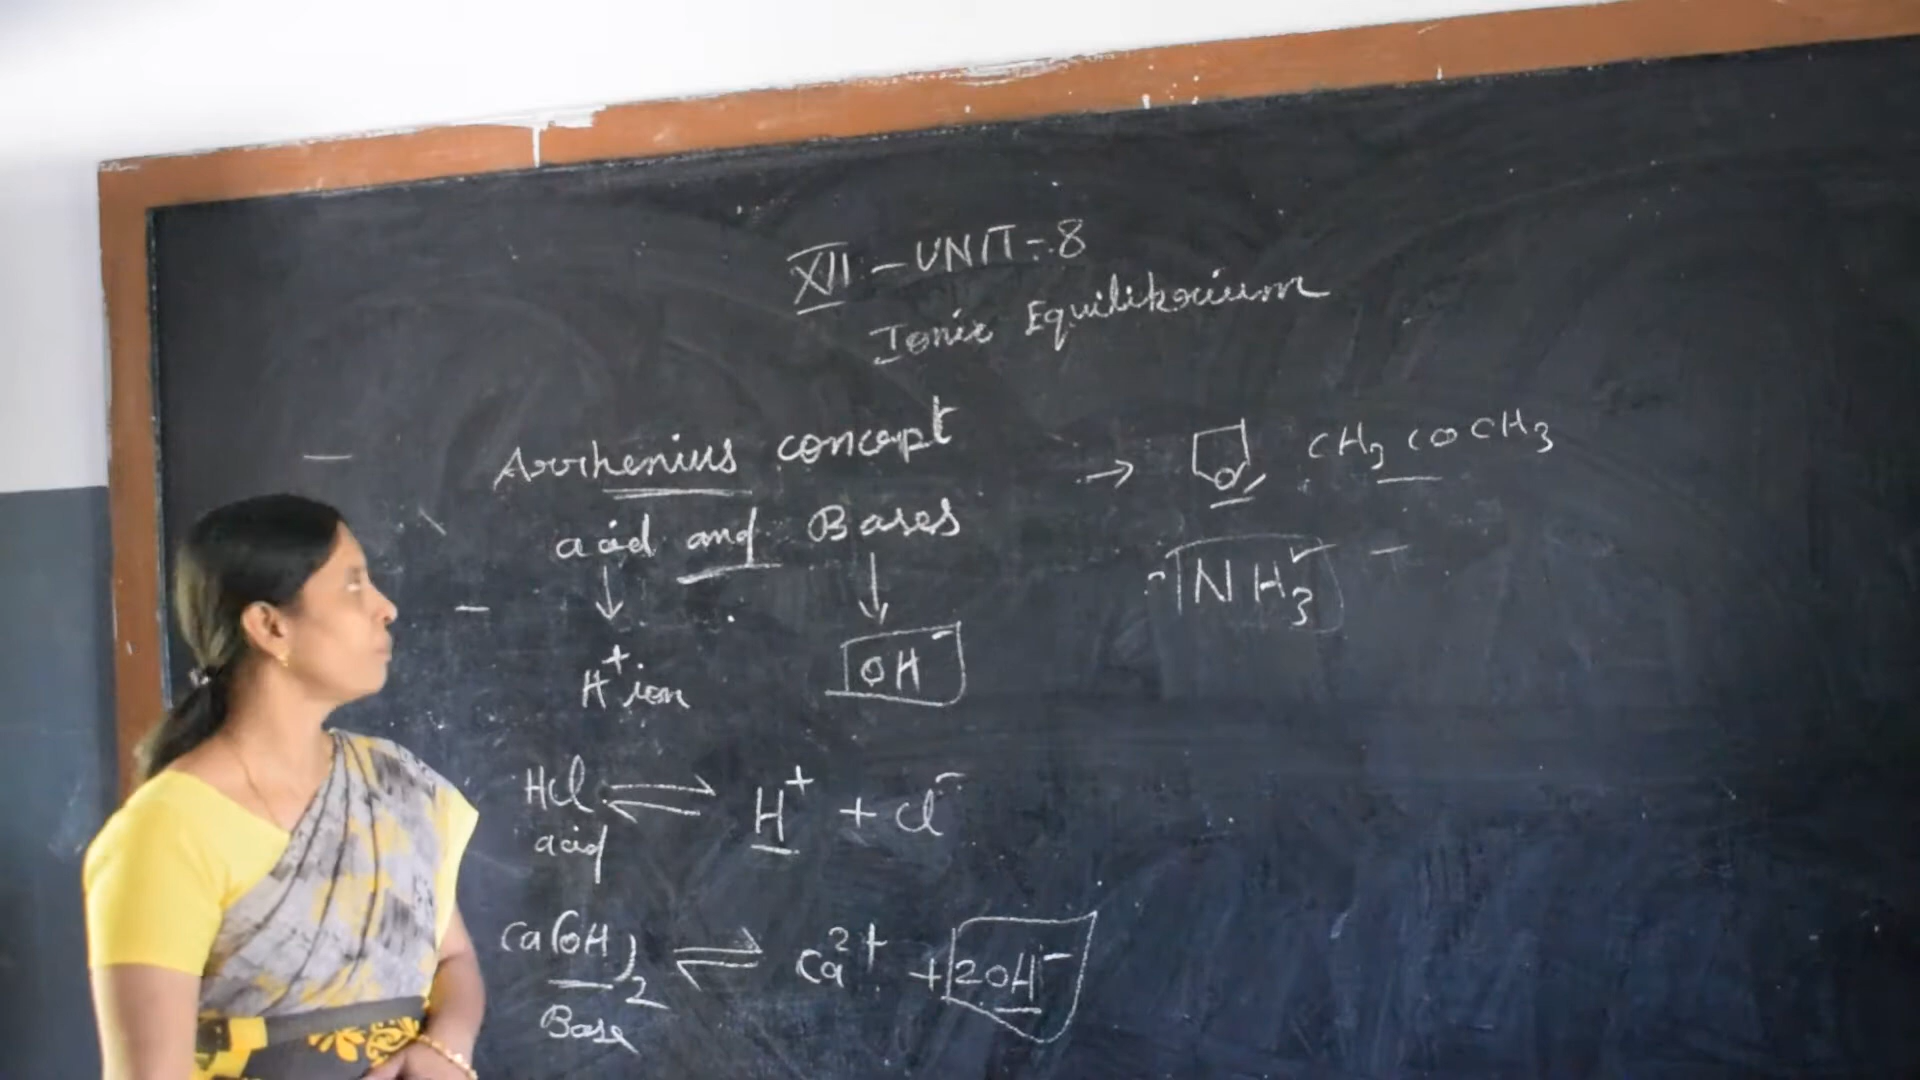 XII - UNIT - 8
Ionic Equilibrium
Arrhenius concept
acid and Bases
H⁺ ion
OH⁻
HCl ⇌ H⁺ + Cl⁻
acid
Ca(OH)₂ ⇌ Ca²⁺ + 2OH⁻
Base
→ O CH₃COCH₃
NH₃